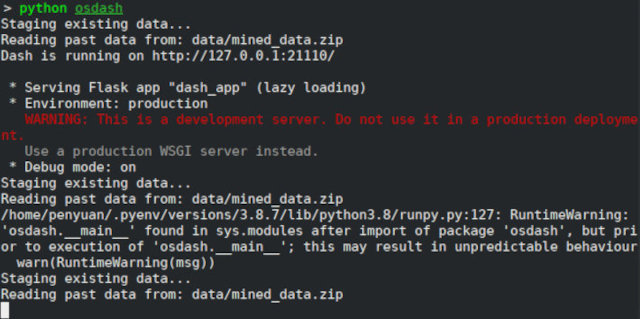 > python osdash
Staging existing data...
Reading past data from: data/mined_data.zip
Dash is running on http://127.0.0.1:21110/
* Serving Flask app "dash_app" (lazy loading)
* Environment: production
WARNING: This is a development server. Do not use it in a production deployme
nt.
Use a production WSGI server instead.
* Debug mode: on
Staging existing data...
Reading past data from: data/mined_data.zip
/home/penyuan/.pyenv/versions/3.8.7/lib/python3.8/runpy.py:127: RuntimeWarning:
'osdash.__main__' found in sys.modules after import of package 'osdash', but pri
or to execution of 'osdash.__main__'; this may result in unpredictable behaviour
warn(RuntimeWarning(msg))
Staging existing data...
Reading past data from: data/mined_data.zip